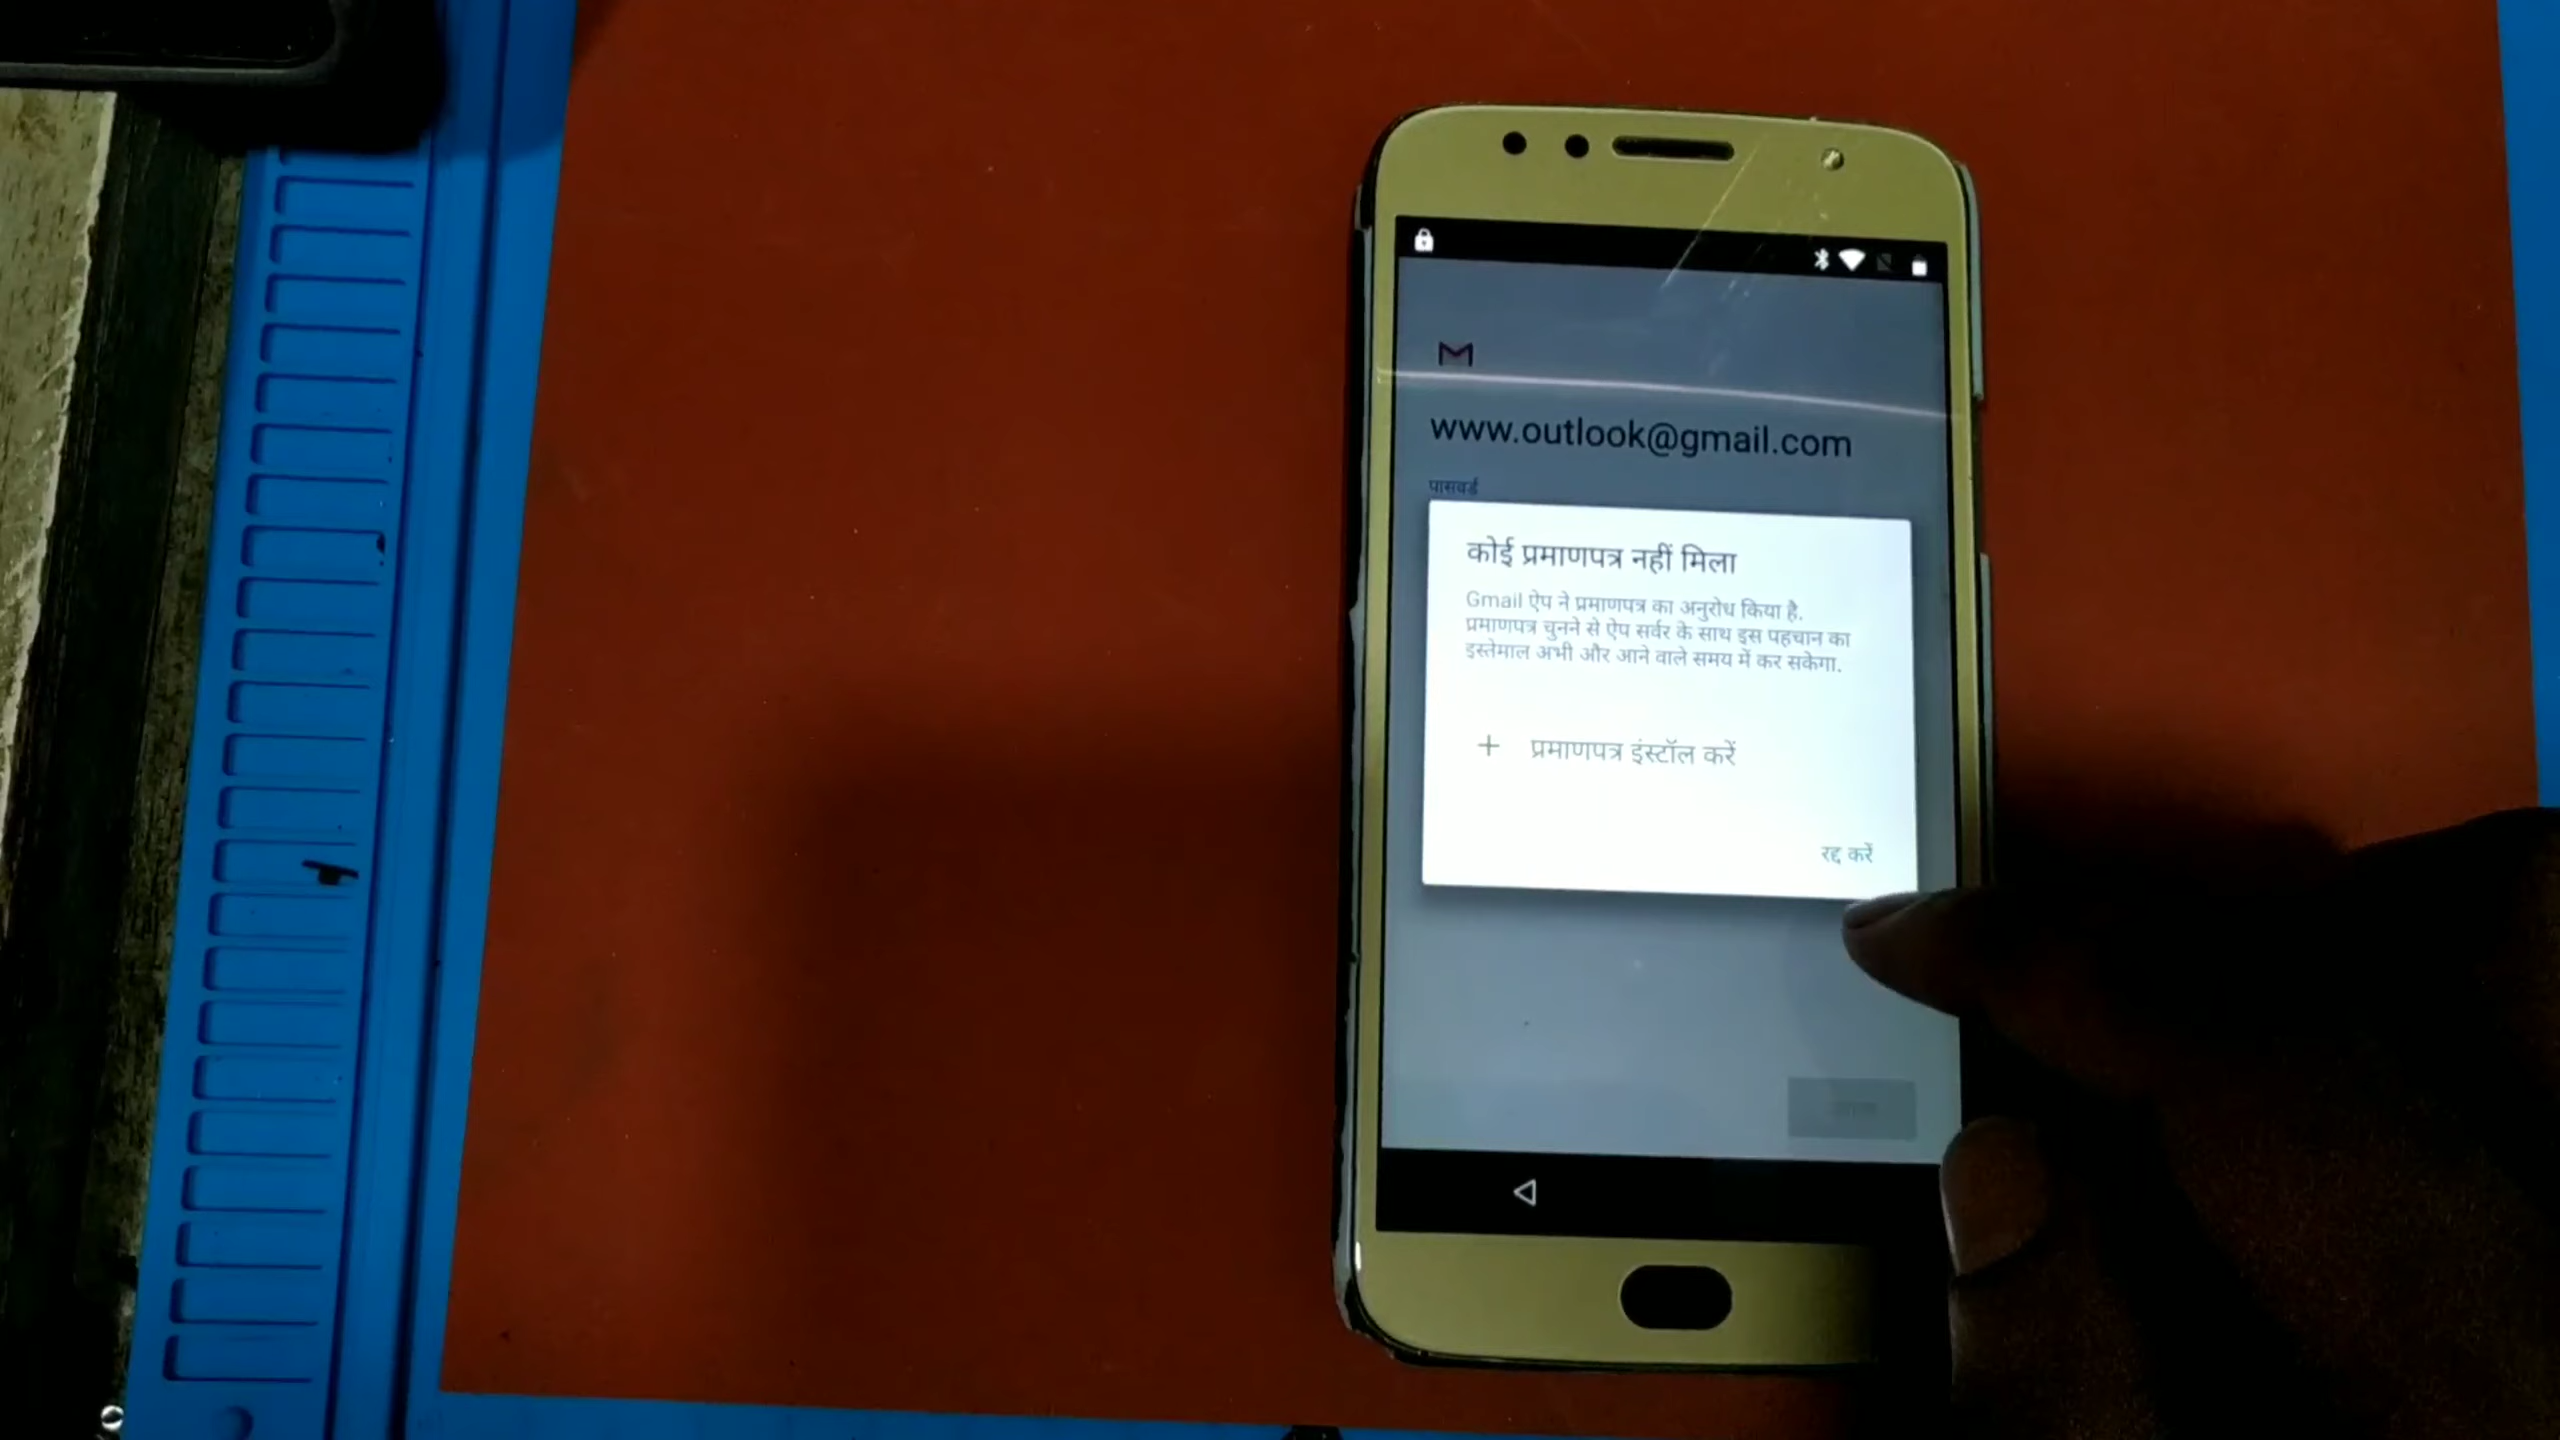 www.outlook@gmail.com
पासवर्ड
कोई प्रमाणपत्र नहीं मिला
Gmail ऐप ने प्रमाणपत्र का अनुरोध किया है.
प्रमाणपत्र चुनने से ऐप सर्वर के साथ इस पहचान का
इस्तेमाल अभी और आने वाले समय में कर सकेगा.
+ प्रमाणपत्र इंस्टॉल करें
रद्द करें